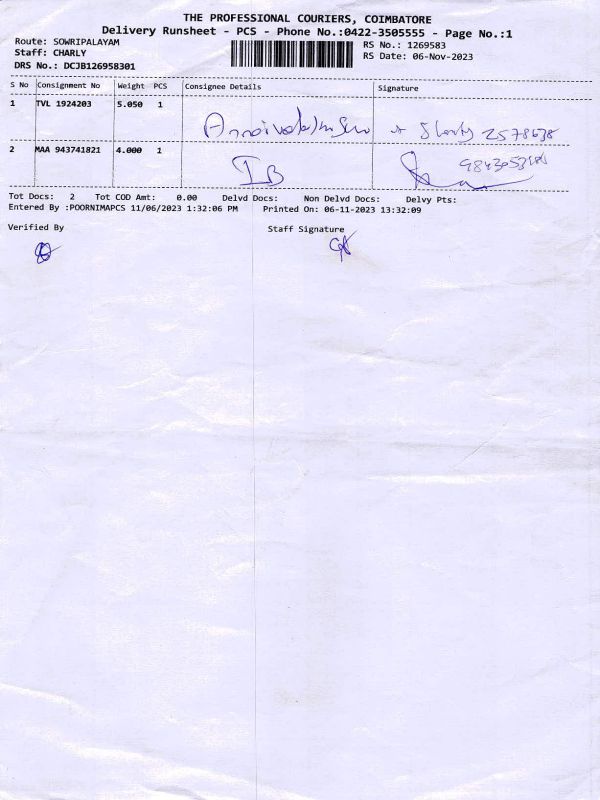 THE PROFESSIONAL COURIERS, COIMBATORE
Delivery Runsheet - PCS - Phone No.:0422-3505555 - Page No.:1
Route: SOWRIPALAYAM
Staff: CHARLY
DRS No.: DCJB126958301
RS No.: 1269583
RS Date: 06-Nov-2023
S No Consignment No Weight PCS Consignee Details Signature
1 TVL 1924203 5.050 1 2578638
2 MAA 943741821 4.000 1 IB
Tot Docs: 2 Tot COD Amt: 0.00 Delvd Docs: Non Delvd Docs: Delvy Pts:
Entered By :POORNIMAPCS 11/06/2023 1:32:06 PM Printed On: 06-11-2023 13:32:09
Verified By Staff Signature